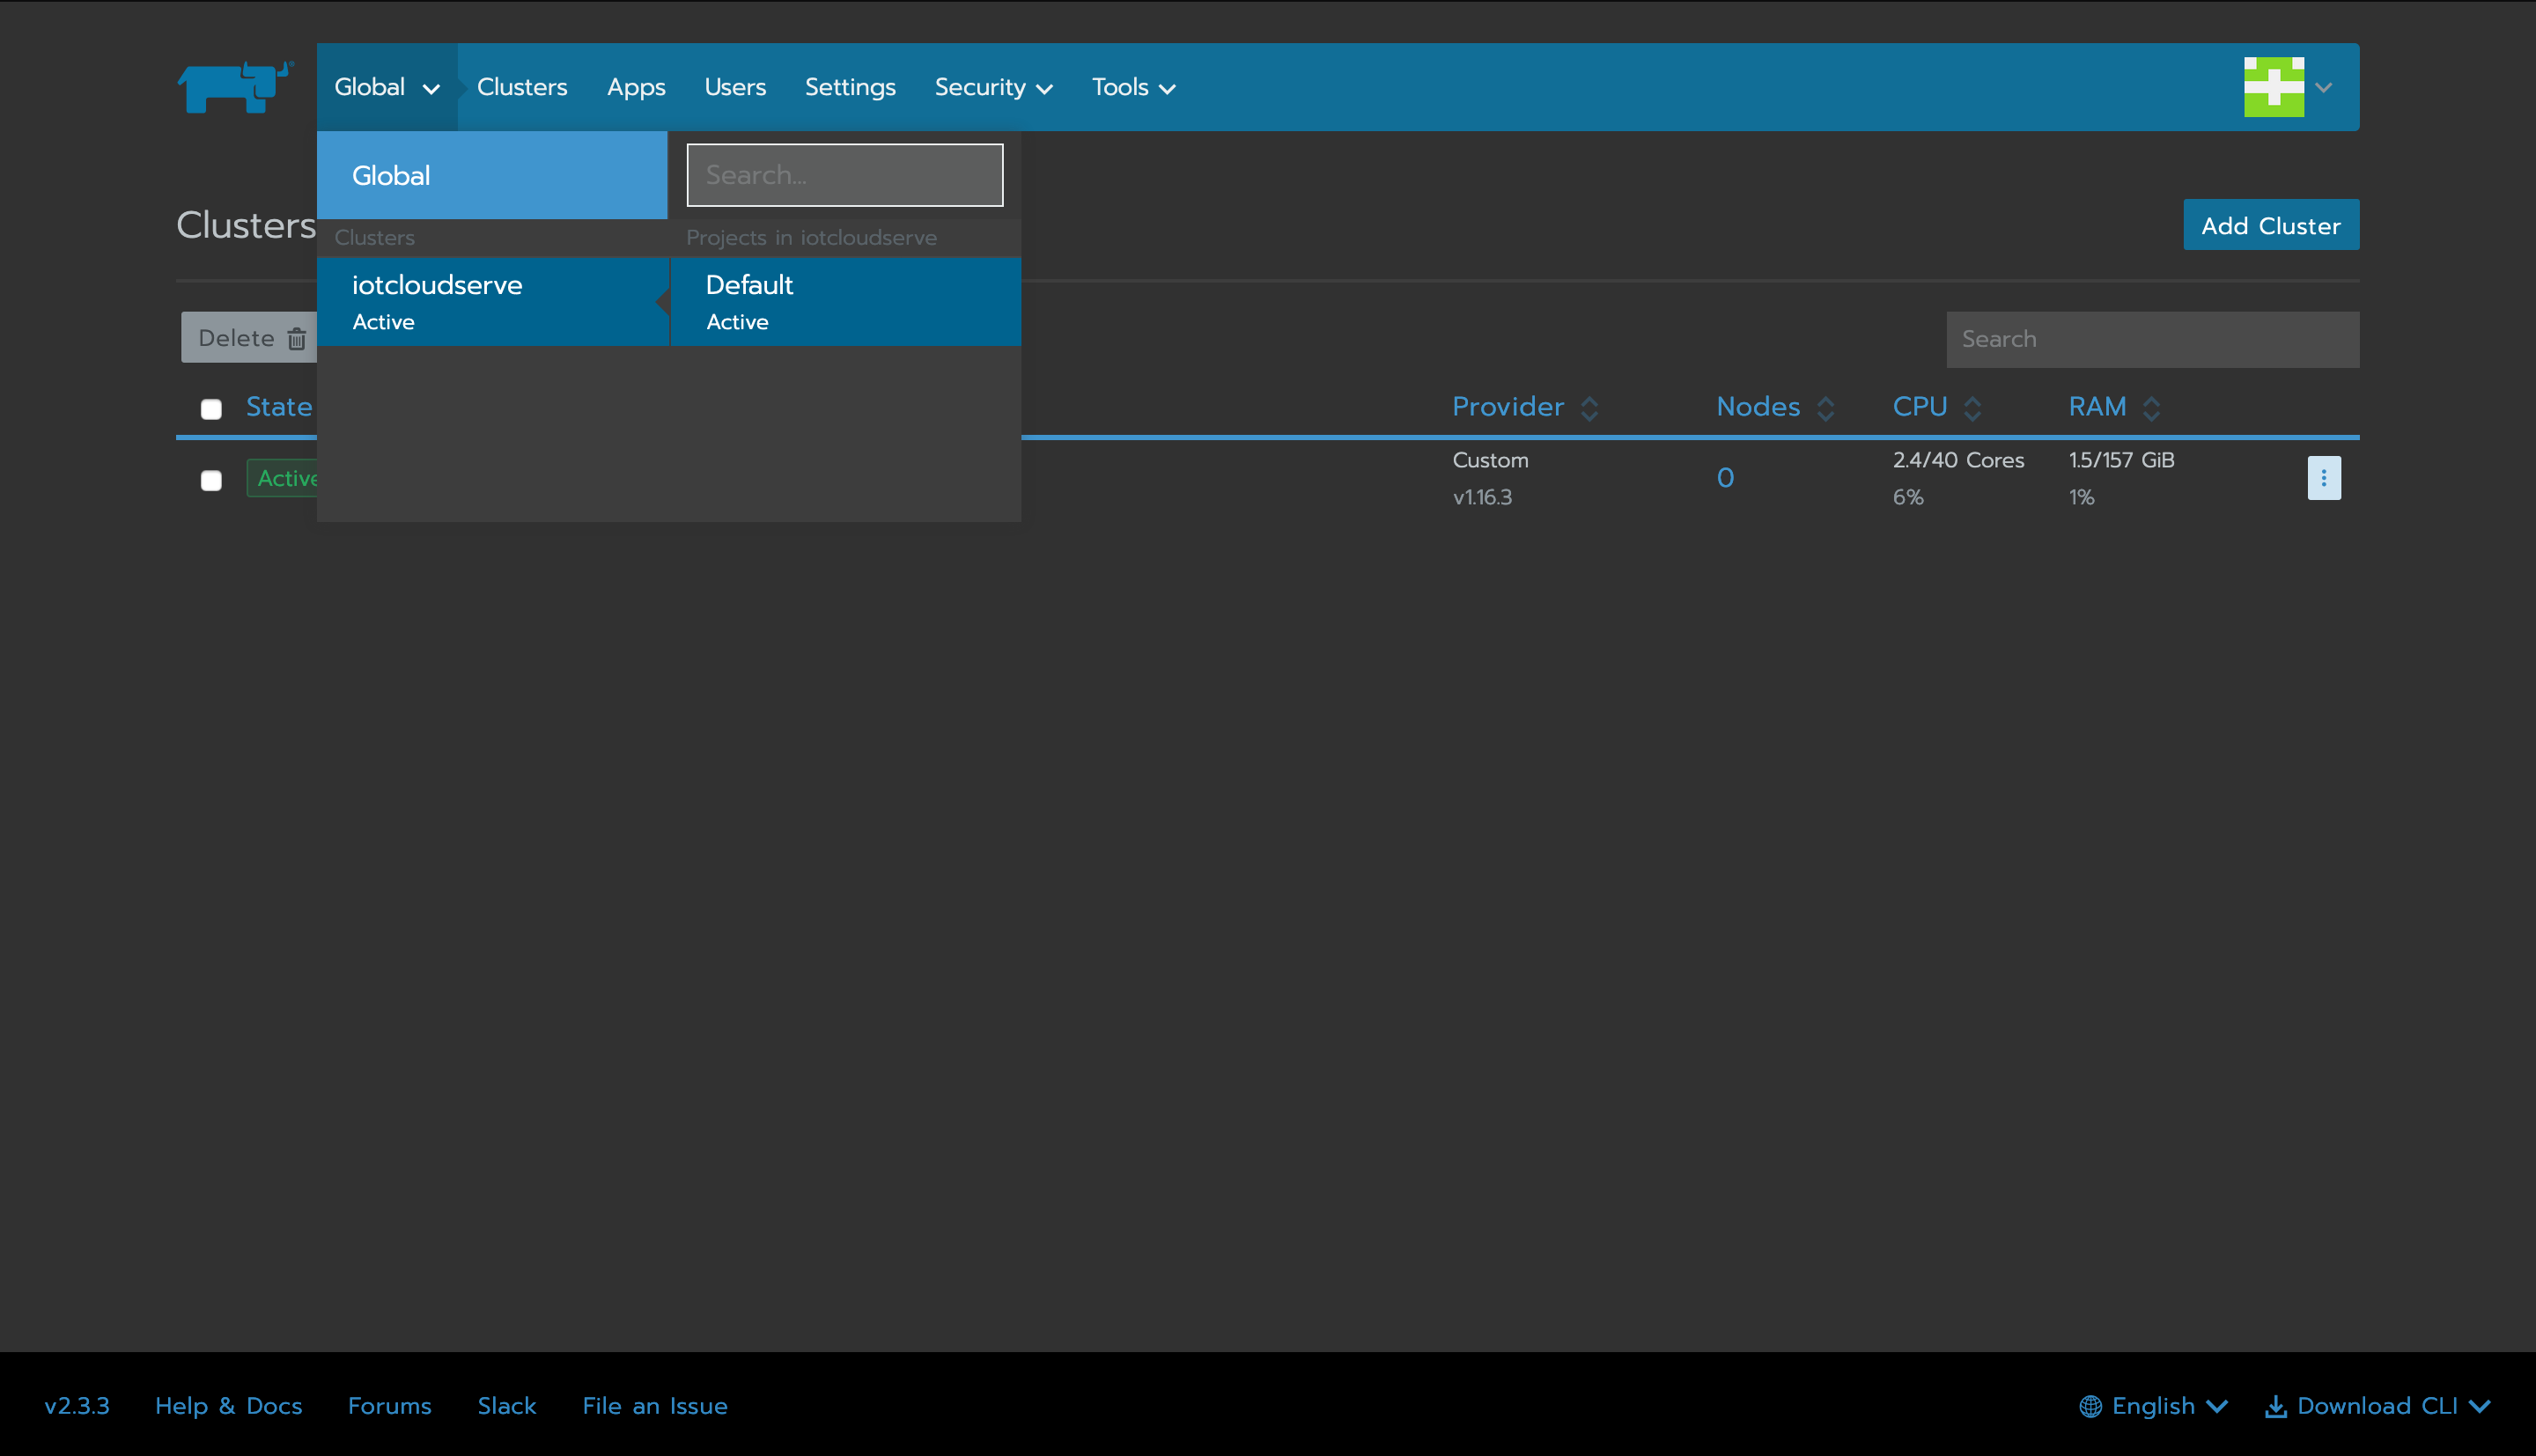 Global Clusters Apps Users Settings Security Tools
Global
Search...
Clusters
Add Cluster
Clusters
Projects in iotcloudserve
iotcloudserve
Active
Default
Active
Delete
Search
State
Provider Nodes CPU RAM
Active
Custom
v1.16.3
0
2.4/40 Cores
6%
1.5/157 GiB
1%
v2.3.3 Help & Docs Forums Slack File an Issue
English Download CLI